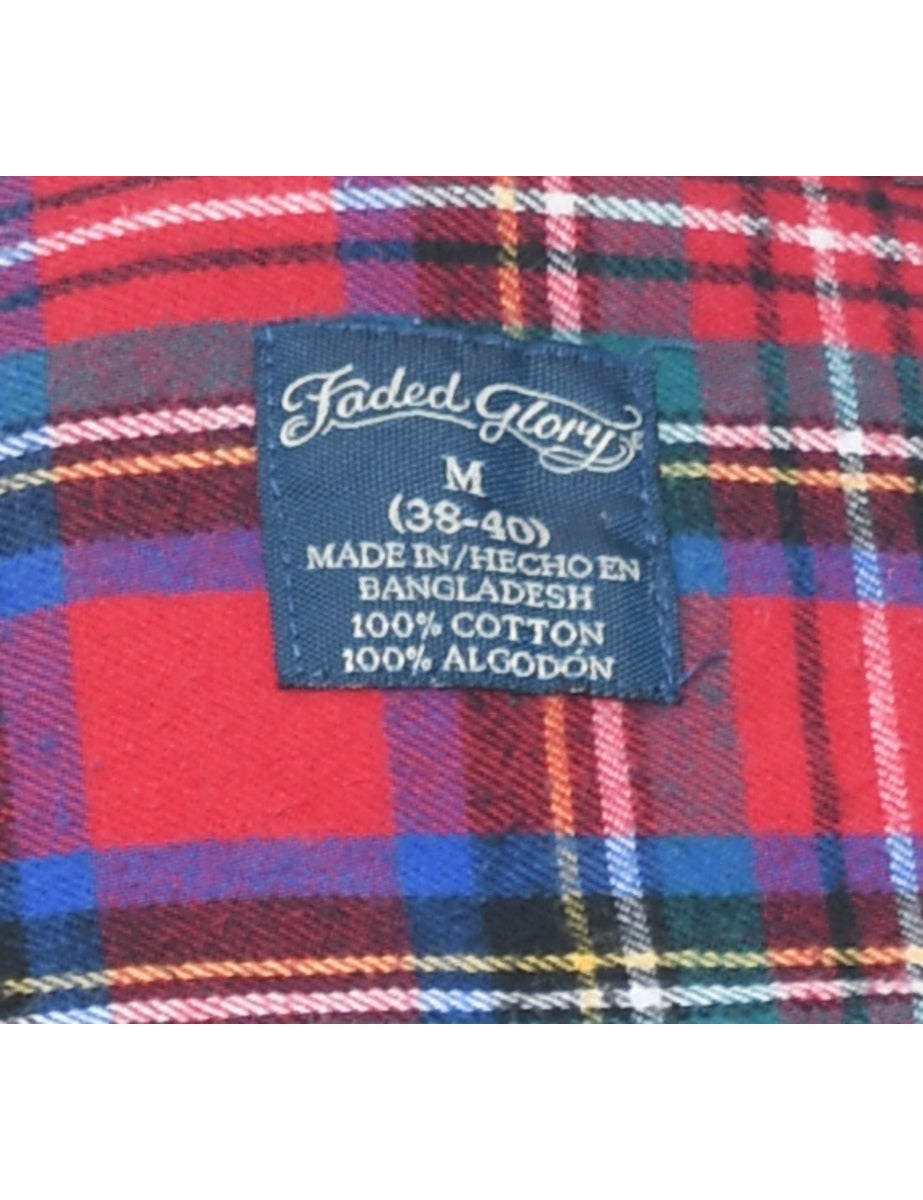 Faded Glory
M
(38-40)
MADE IN/HECHO EN
BANGLADESH
100% COTTON
100% ALGODÓN